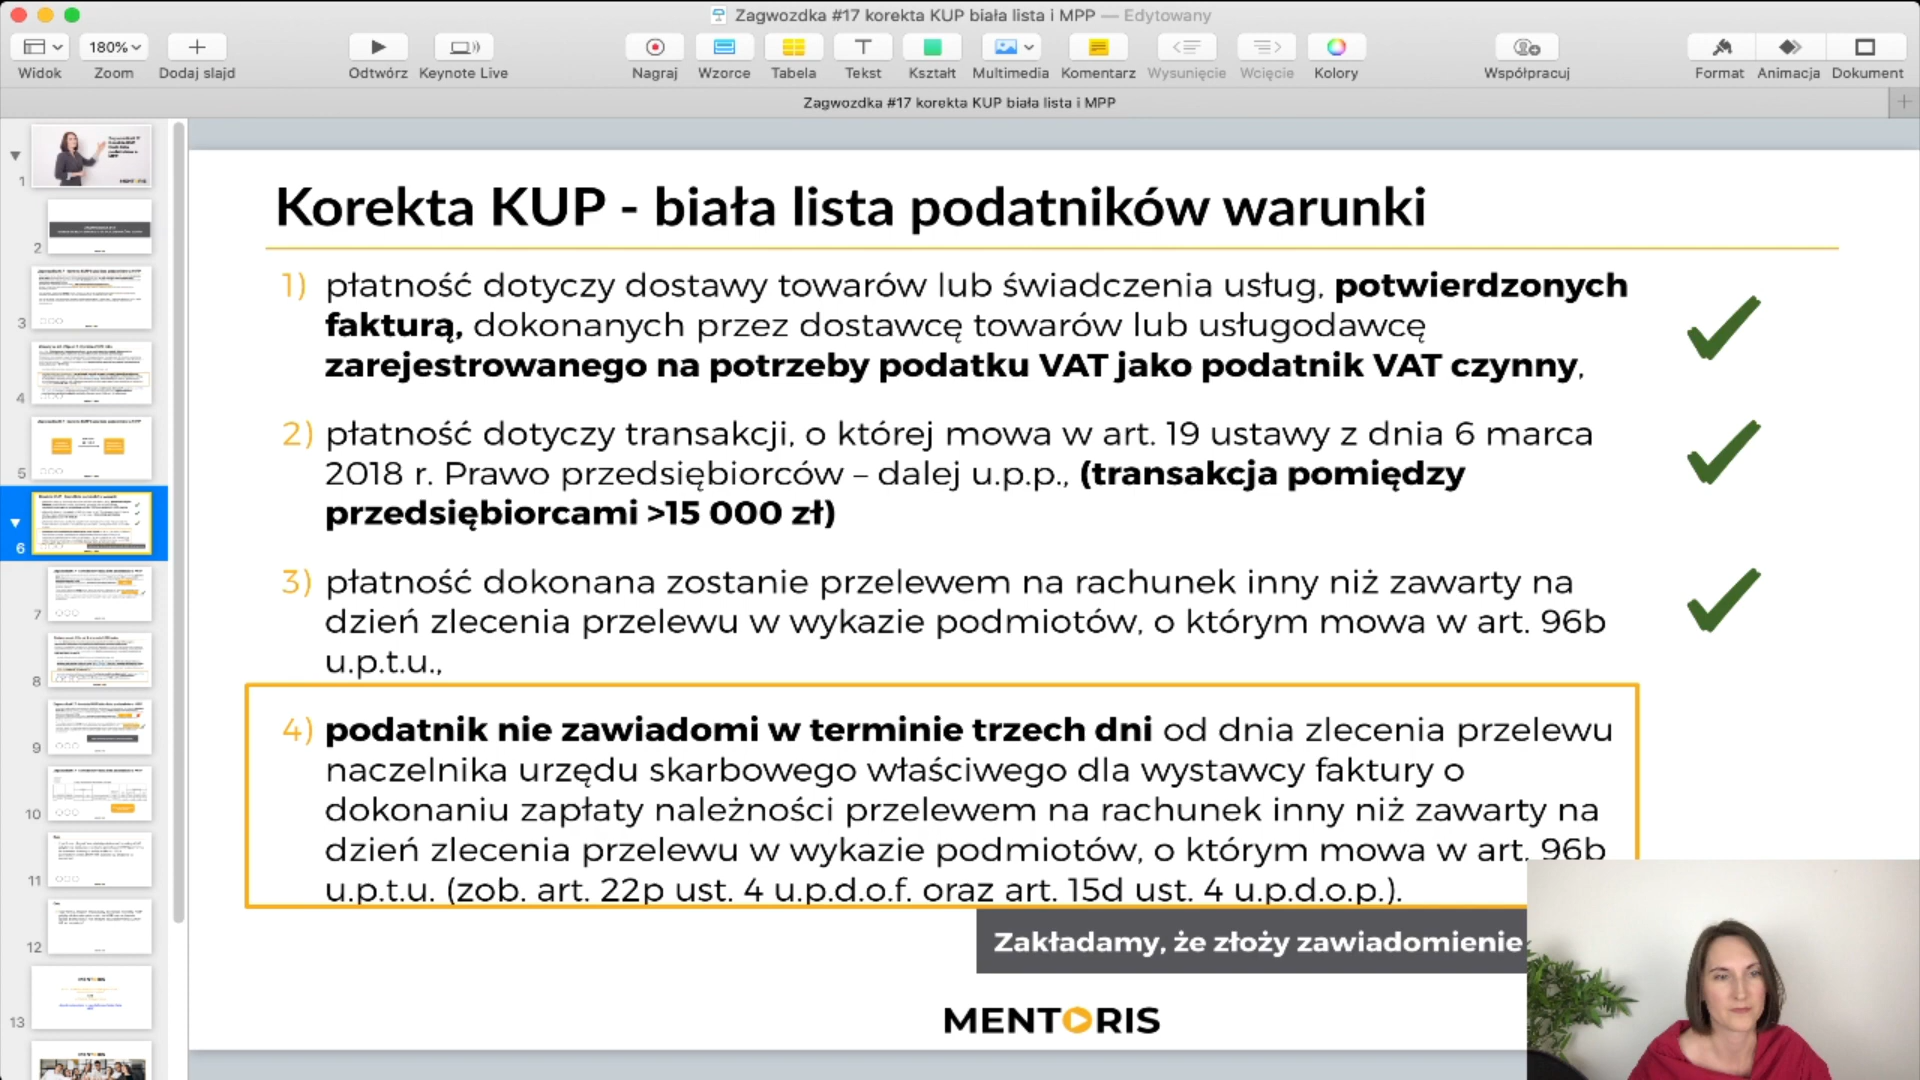 Zagwozdka #17 korekta KUP biała lista i MPP — Edytowany
180%
Widok Zoom Dodaj slajd Odtwórz Keynote Live Nagraj Wzorce Tabela Tekst Kształt Multimedia Komentarz Wysunięcie Wcięcie Kolory Współpracuj Format Animacja Dokument
Zagwozdka #17 korekta KUP biała lista i MPP
1
2
3
4
5
6
7
8
9
10
11
12
13
Korekta KUP - biała lista podatników warunki
1) płatność dotyczy dostawy towarów lub świadczenia usług, potwierdzonych
fakturą, dokonanych przez dostawcę towarów lub usługodawcę
zarejestrowanego na potrzeby podatku VAT jako podatnik VAT czynny,
2) płatność dotyczy transakcji, o której mowa w art. 19 ustawy z dnia 6 marca
2018 r. Prawo przedsiębiorców – dalej u.p.p., (transakcja pomiędzy
przedsiębiorcami >15 000 zł)
3) płatność dokonana zostanie przelewem na rachunek inny niż zawarty na
dzień zlecenia przelewu w wykazie podmiotów, o którym mowa w art. 96b
u.p.t.u.,
4) podatnik nie zawiadomi w terminie trzech dni od dnia zlecenia przelewu
naczelnika urzędu skarbowego właściwego dla wystawcy faktury o
dokonaniu zapłaty należności przelewem na rachunek inny niż zawarty na
dzień zlecenia przelewu w wykazie podmiotów, o którym mowa w art. 96b
u.p.t.u. (zob. art. 22p ust. 4 u.p.d.o.f. oraz art. 15d ust. 4 u.p.d.o.p.).
Zakładamy, że złoży zawiadomienie
MENTORIS